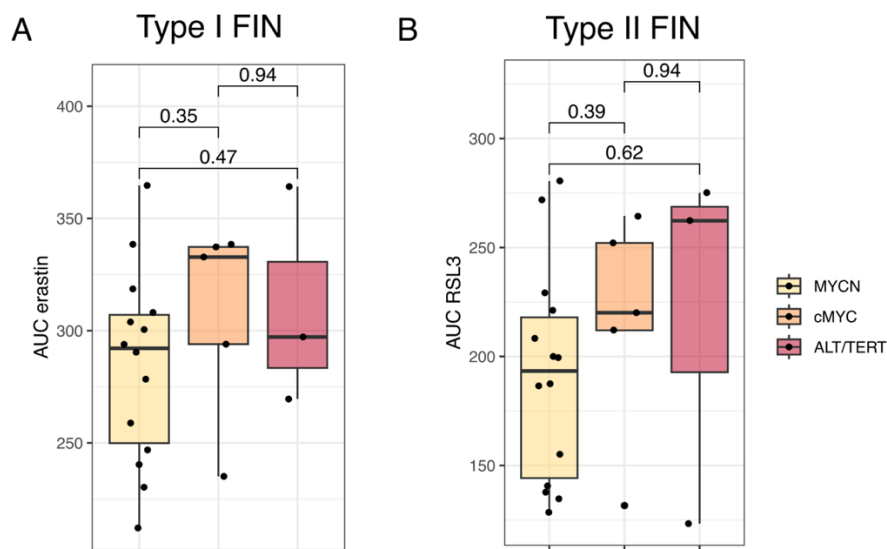 A
Type I FIN
AUC erastin
400
350
300
250
0.94
0.35
0.47
B
Type II FIN
AUC RSL3
300
250
200
150
0.94
0.39
0.62
MYCN
cMYC
ALT/TERT